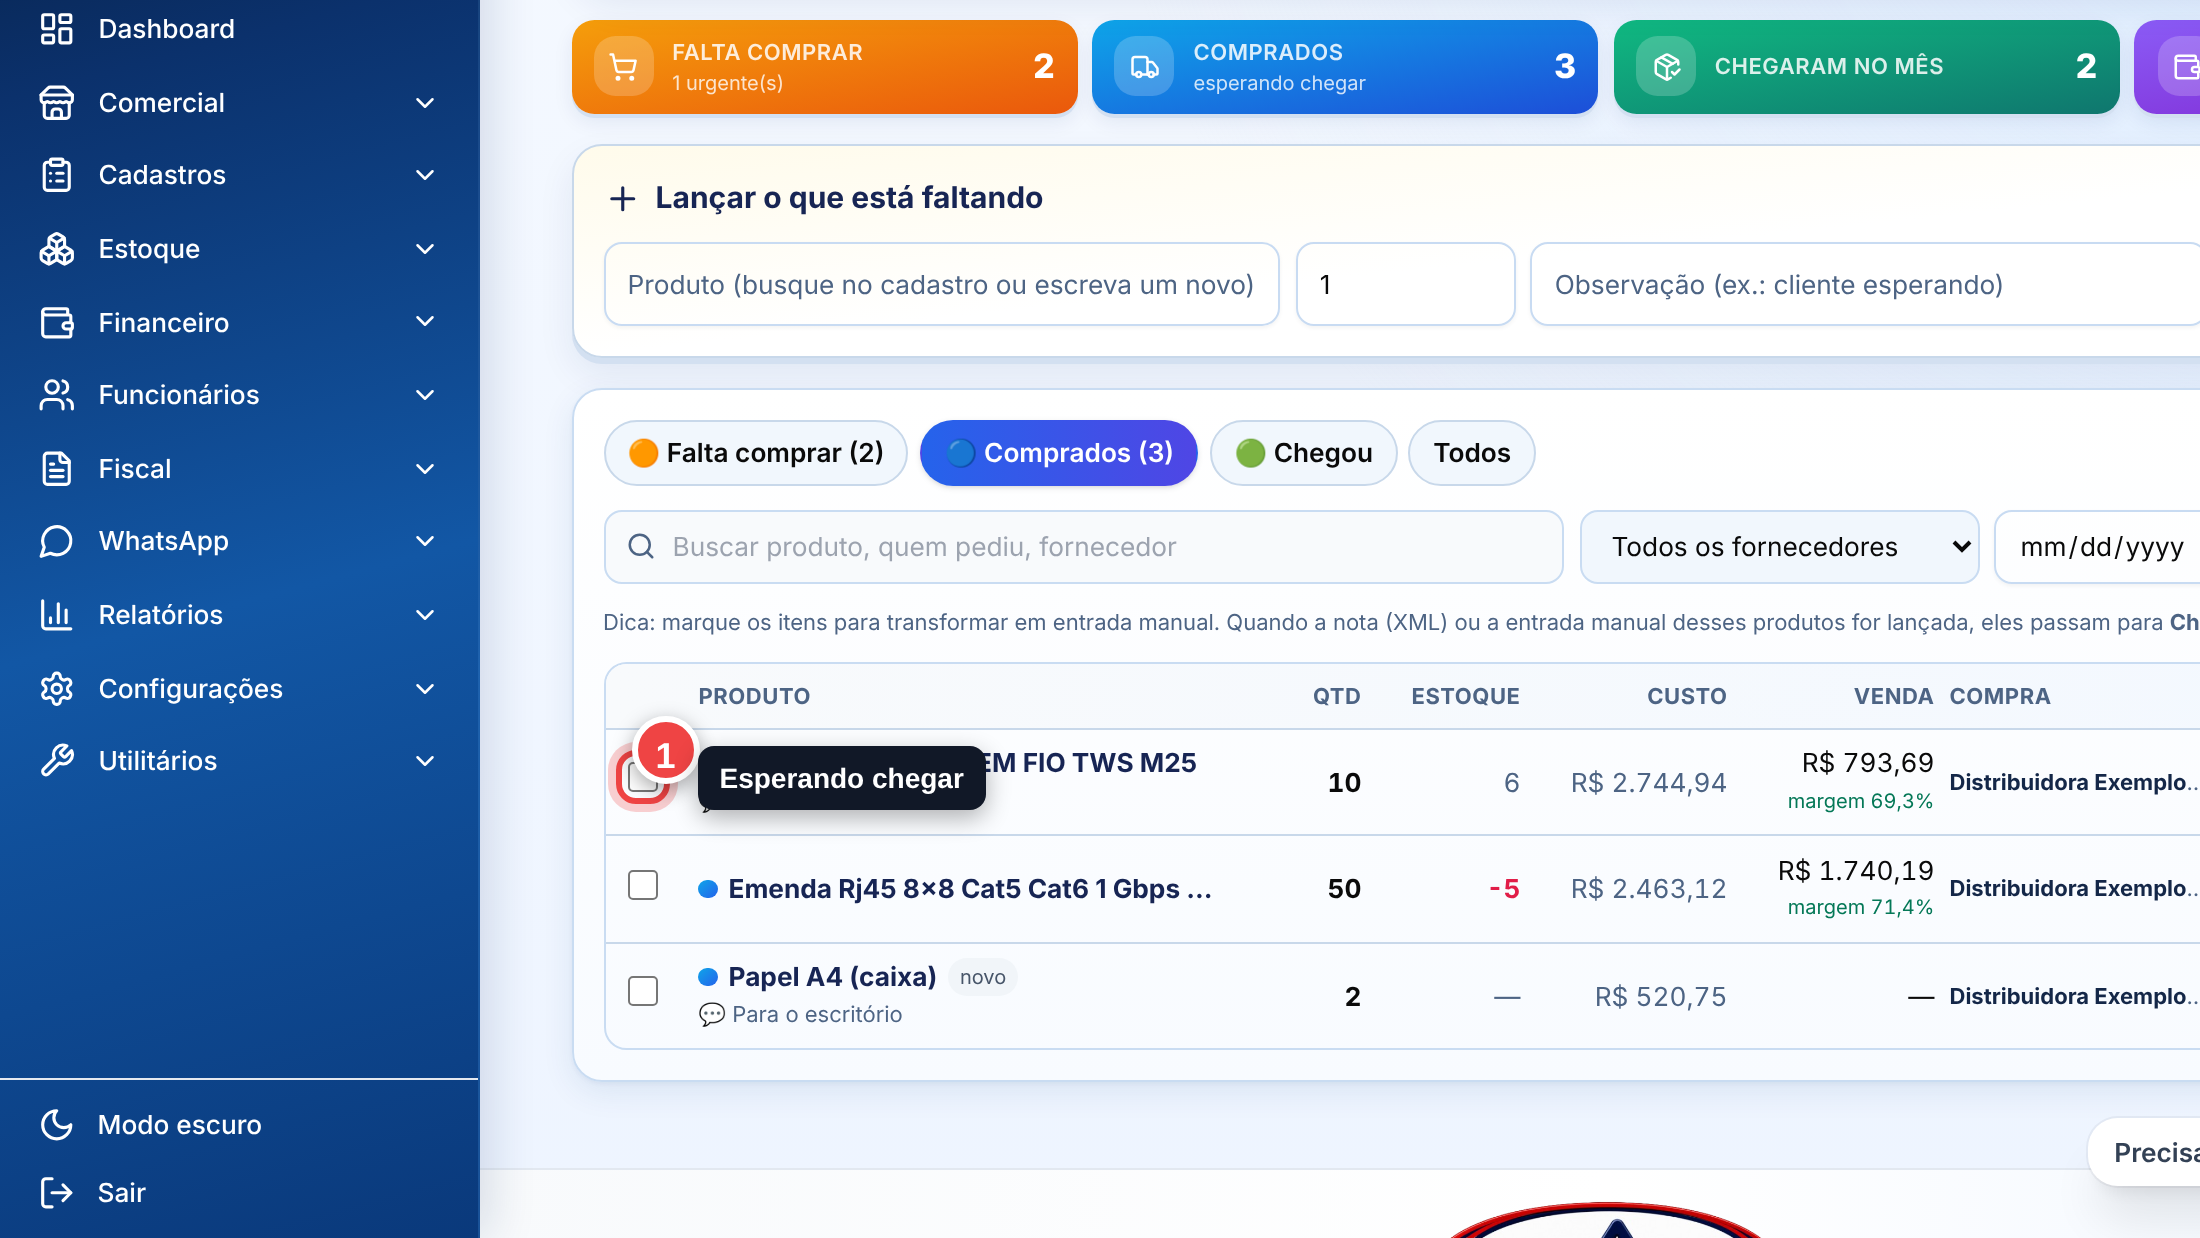 Dashboard
Comercial
Cadastros
Estoque
Financeiro
Funcionários
Fiscal
WhatsApp
Relatórios
Configurações
Utilitários
Modo escuro
Sair
FALTA COMPRAR
1 urgente(s)
2
COMPRADOS
esperando chegar
3
CHEGARAM NO MÊS
2
Lançar o que está faltando
Produto (busque no cadastro ou escreva um novo)
1
Observação (ex.: cliente esperando)
Falta comprar (2)
Comprados (3)
Chegou
Todos
Buscar produto, quem pediu, fornecedor
Todos os fornecedores
mm/dd/yyyy
Dica: marque os itens para transformar em entrada manual. Quando a nota (XML) ou a entrada manual desses produtos for lançada, eles passam para Ch
PRODUTO QTD ESTOQUE CUSTO VENDA COMPRA
1
Esperando chegar
EM FIO TWS M25
10 6 R$ 2.744,94
R$ 793,69
margem 69,3%
Distribuidora Exemplo...
Emenda Rj45 8x8 Cat5 Cat6 1 Gbps ...
50 -5 R$ 2.463,12
R$ 1.740,19
margem 71,4%
Distribuidora Exemplo...
Papel A4 (caixa) novo
Para o escritório
2 — R$ 520,75 —
Distribuidora Exemplo...
Precisa